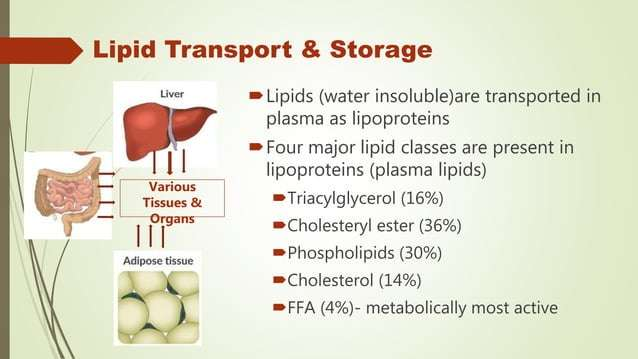 Lipid Transport & Storage
Liver
Various
Tissues &
Organs
Adipose tissue
Lipids (water insoluble)are transported in
plasma as lipoproteins
Four major lipid classes are present in
lipoproteins (plasma lipids)
Triacylglycerol (16%)
Cholesteryl ester (36%)
Phospholipids (30%)
Cholesterol (14%)
FFA (4%)- metabolically most active